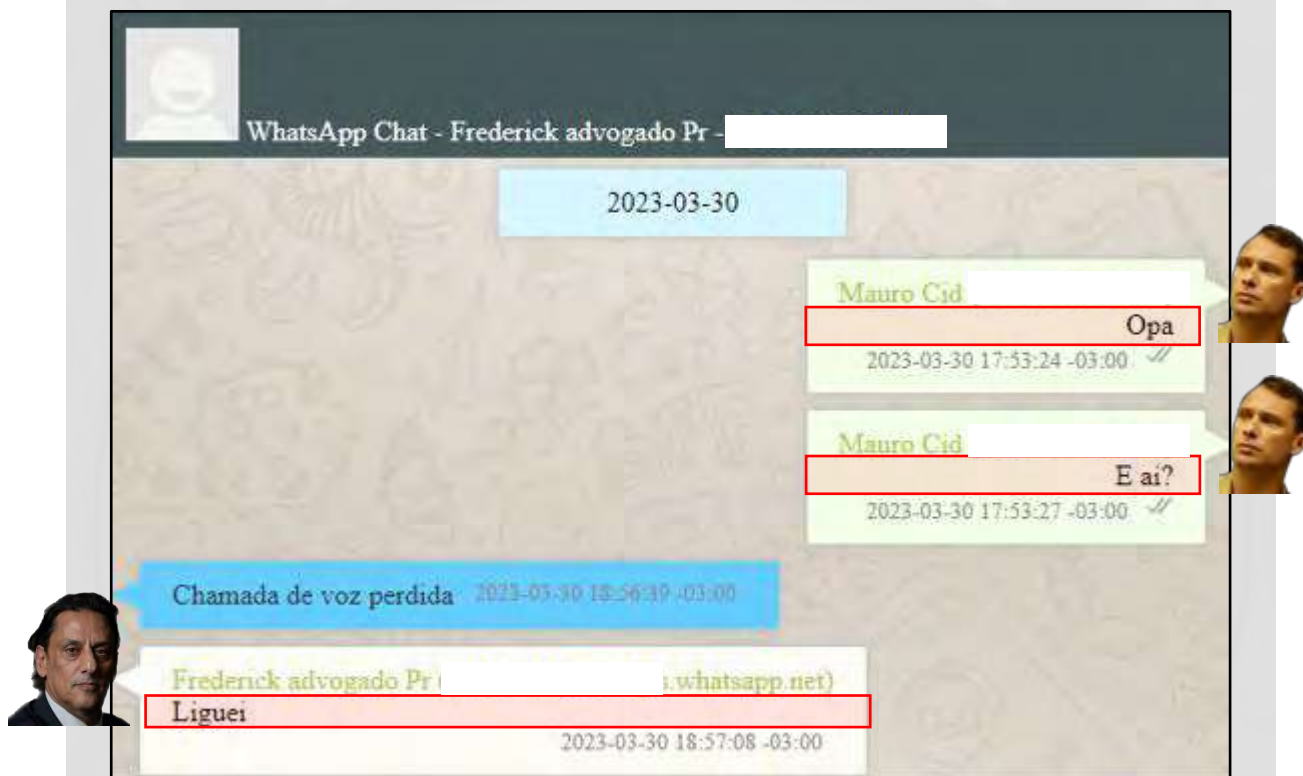 WhatsApp Chat - Frederick advogado Pr -
2023-03-30
Mauro Cid
Opa
2023-03-30 17:53:24 -03:00
Mauro Cid
E aí?
2023-03-30 17:53:27 -03:00
Chamada de voz perdida 2023-03-30 18:56:39 -03:00
Frederick advogado Pr ( s.whatsapp.net)
Liguei
2023-03-30 18:57:08 -03:00